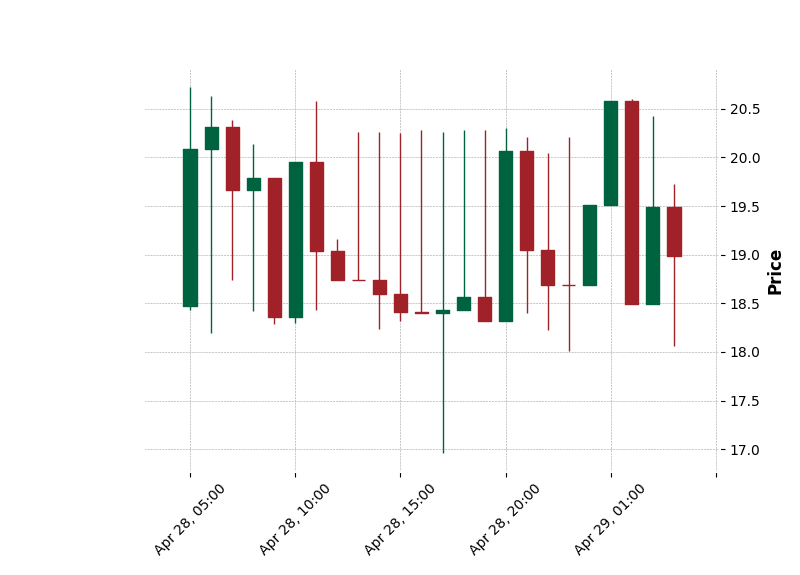 20.5
20.0
19.5
19.0
18.5
18.0
17.5
17.0
Price
Apr 28, 05:00
Apr 28, 10:00
Apr 28, 15:00
Apr 28, 20:00
Apr 29, 01:00